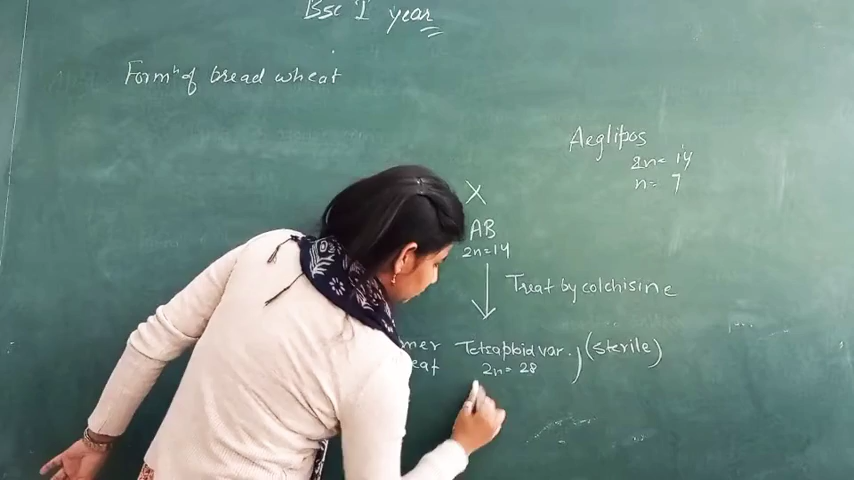 Bsc I year
Formⁿ of bread wheat
Aeglipos
2n= 14
n= 7
X
AB
2n=14
Treat by colchisine
mer Tetraploid var. (sterile)
eat 2n= 28